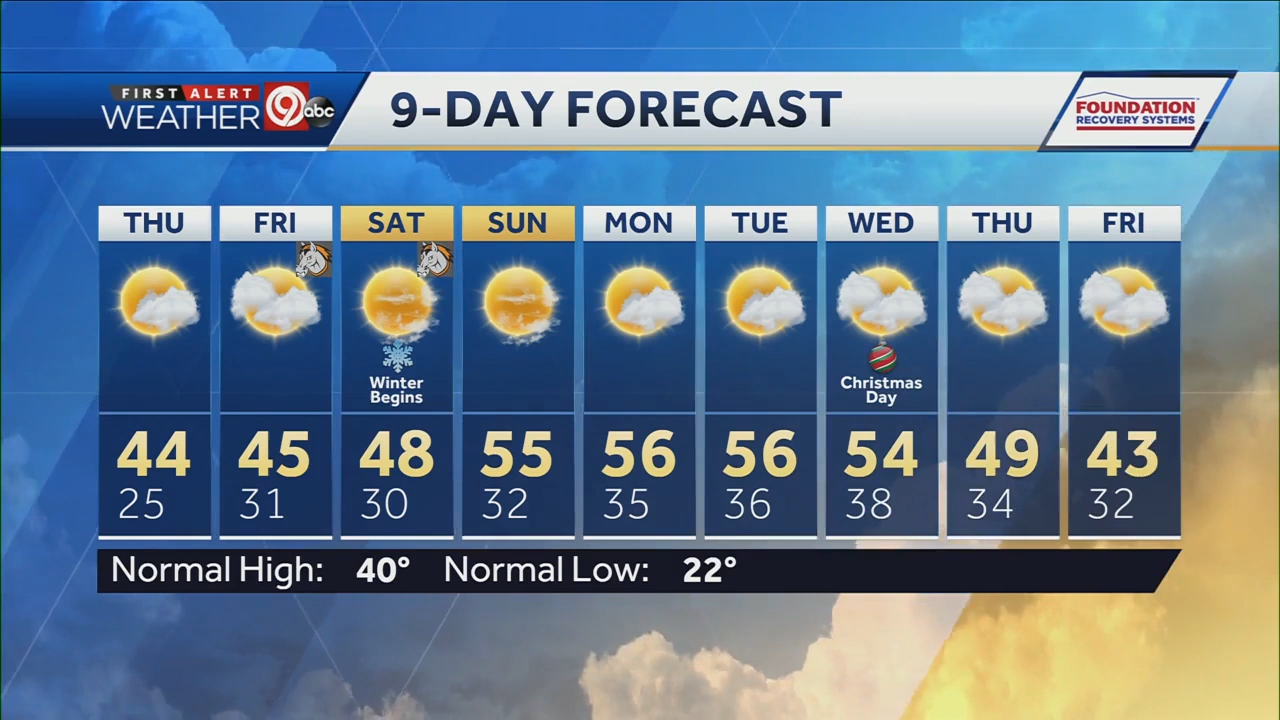 FIRST ALERT
WEATHER 9 abc
9-DAY FORECAST
FOUNDATION
RECOVERY SYSTEMS
THU FRI SAT SUN MON TUE WED THU FRI
Winter
Begins
Christmas
Day
44 45 48 55 56 56 54 49 43
25 31 30 32 35 36 38 34 32
Normal High: 40° Normal Low: 22°